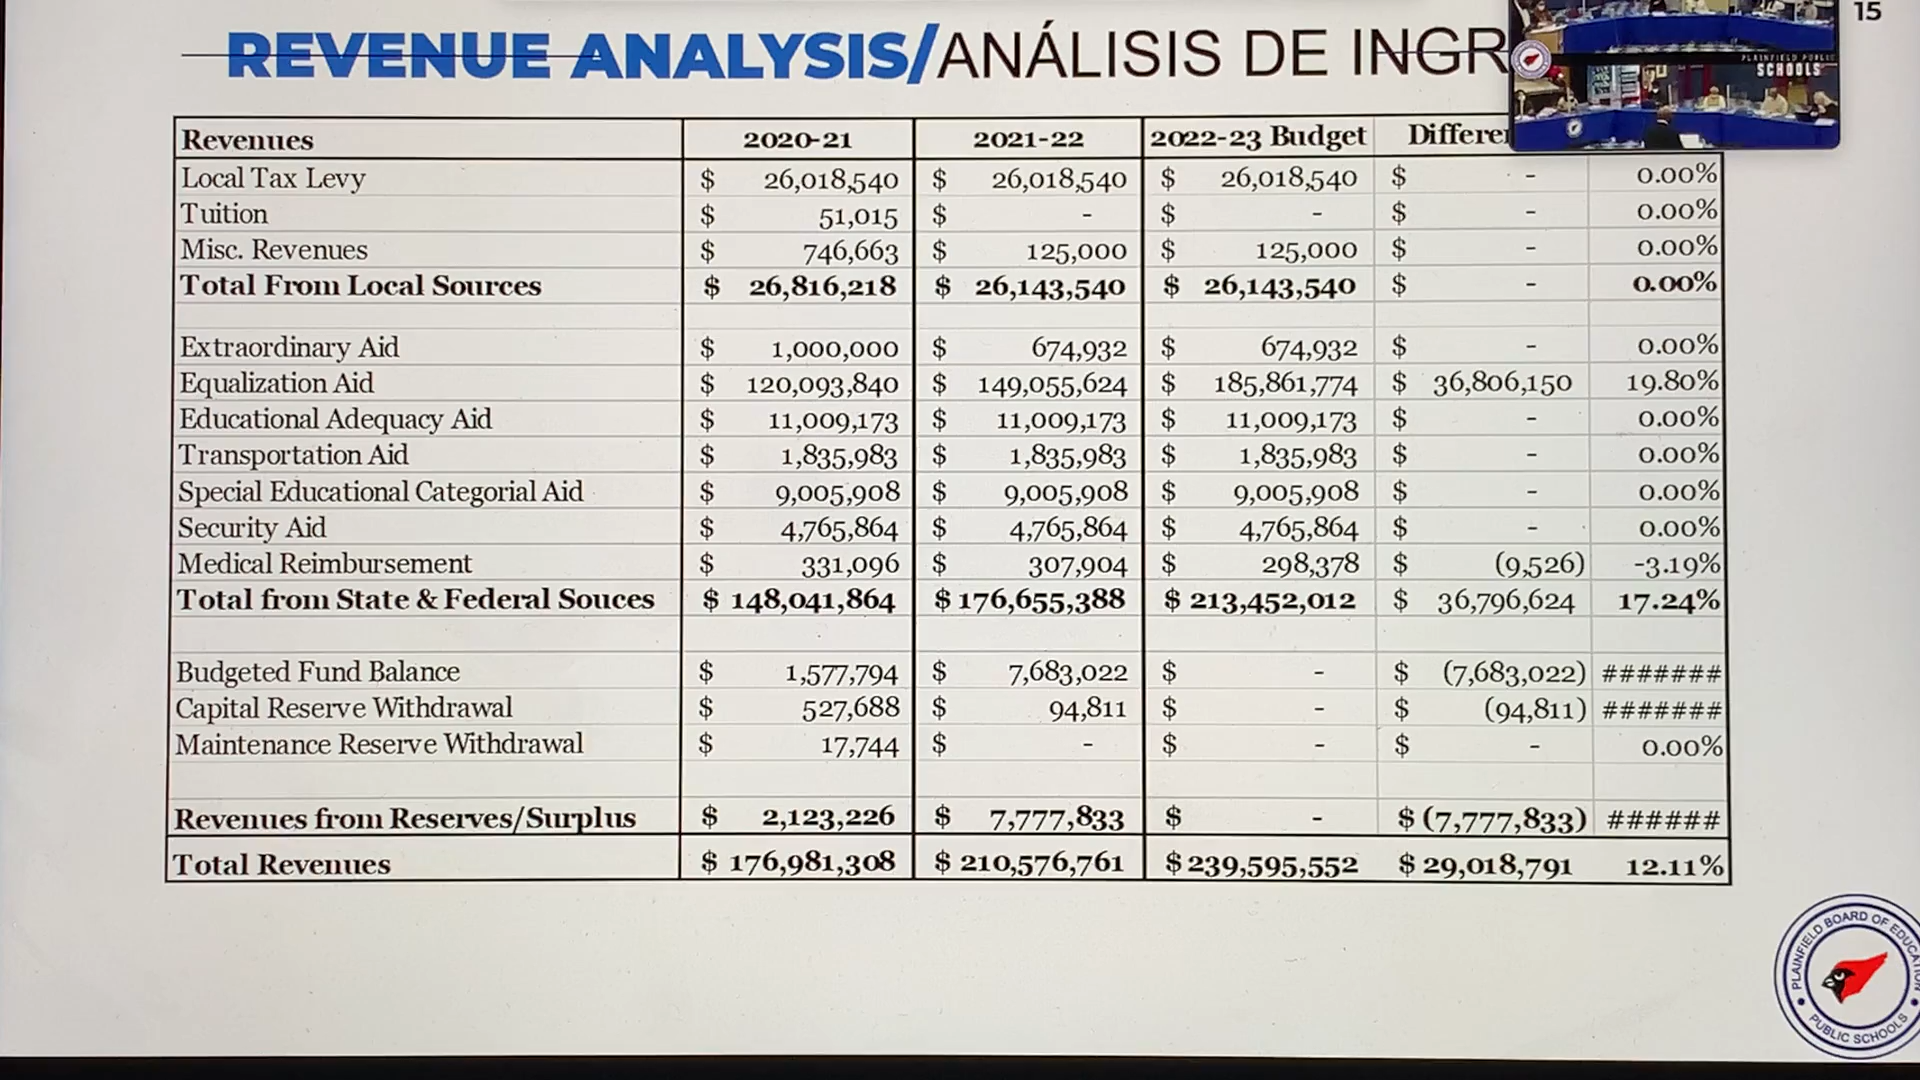 15
REVENUE ANALYSIS/ANÁLISIS DE INGR
PLAINFIELD PUBLIC
SCHOOLS
Revenues 2020-21 2021-22 2022-23 Budget Differe
Local Tax Levy $ 26,018,540 $ 26,018,540 $ 26,018,540 $ - 0.00%
Tuition $ 51,015 $ - $ - $ - 0.00%
Misc. Revenues $ 746,663 $ 125,000 $ 125,000 $ - 0.00%
Total From Local Sources $ 26,816,218 $ 26,143,540 $ 26,143,540 $ - 0.00%
Extraordinary Aid $ 1,000,000 $ 674,932 $ 674,932 $ - 0.00%
Equalization Aid $ 120,093,840 $ 149,055,624 $ 185,861,774 $ 36,806,150 19.80%
Educational Adequacy Aid $ 11,009,173 $ 11,009,173 $ 11,009,173 $ - 0.00%
Transportation Aid $ 1,835,983 $ 1,835,983 $ 1,835,983 $ - 0.00%
Special Educational Categorial Aid $ 9,005,908 $ 9,005,908 $ 9,005,908 $ - 0.00%
Security Aid $ 4,765,864 $ 4,765,864 $ 4,765,864 $ - 0.00%
Medical Reimbursement $ 331,096 $ 307,904 $ 298,378 $ (9,526) -3.19%
Total from State & Federal Souces $ 148,041,864 $ 176,655,388 $ 213,452,012 $ 36,796,624 17.24%
Budgeted Fund Balance $ 1,577,794 $ 7,683,022 $ - $ (7,683,022) #######
Capital Reserve Withdrawal $ 527,688 $ 94,811 $ - $ (94,811) #######
Maintenance Reserve Withdrawal $ 17,744 $ - $ - $ - 0.00%
Revenues from Reserves/Surplus $ 2,123,226 $ 7,777,833 $ - $ (7,777,833) ######
Total Revenues $ 176,981,308 $ 210,576,761 $ 239,595,552 $ 29,018,791 12.11%
PLAINFIELD BOARD OF EDUCATION
PUBLIC SCHOOLS